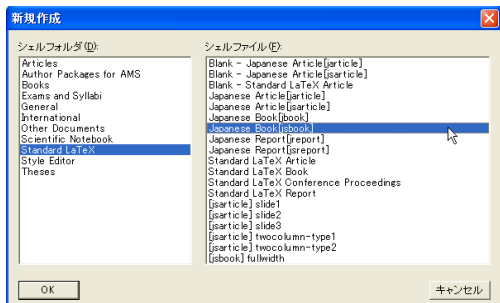 新規作成
シェルフォルダ(D):
Articles
Author Packages for AMS
Books
Exams and Syllabi
General
International
Other Documents
Scientific Notebook
Standard LaTeX
Style Editor
Theses
シェルファイル(F):
Blank - Japanese Article[jarticle]
Blank - Japanese Article[jsarticle]
Blank - Standard LaTeX Article
Japanese Article[jarticle]
Japanese Article[jsarticle]
Japanese Book[jbook]
Japanese Book[jsbook]
Japanese Report[jreport]
Japanese Report[jsreport]
Standard LaTeX Article
Standard LaTeX Book
Standard LaTeX Conference Proceedings
Standard LaTeX Report
[jsarticle] slide1
[jsarticle] slide2
[jsarticle] slide3
[jsarticle] twocolumn-type1
[jsarticle] twocolumn-type2
[jsbook] fullwidth
OK
キャンセル